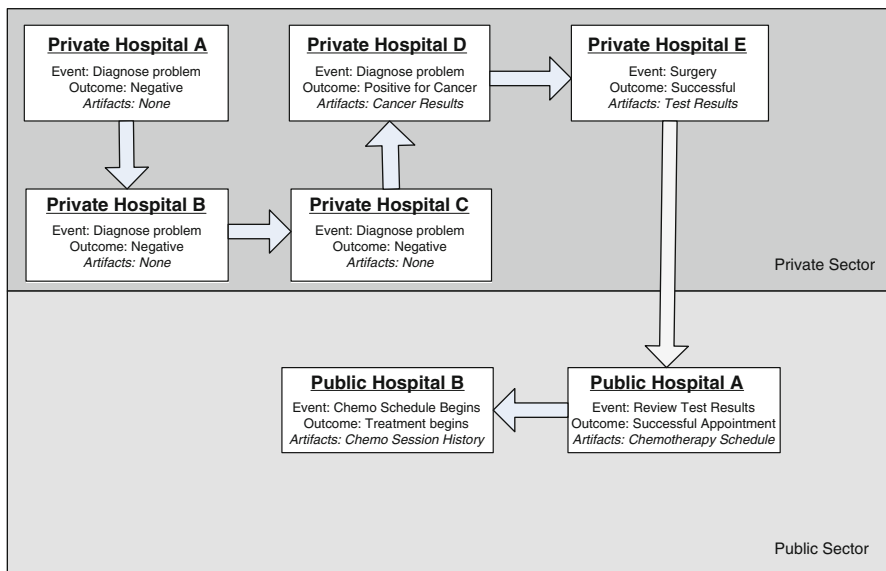 Private Hospital A
Event: Diagnose problem
Outcome: Negative
Artifacts: None
Private Hospital D
Event: Diagnose problem
Outcome: Positive for Cancer
Artifacts: Cancer Results
Private Hospital E
Event: Surgery
Outcome: Successful
Artifacts: Test Results
Private Hospital B
Event: Diagnose problem
Outcome: Negative
Artifacts: None
Private Hospital C
Event: Diagnose problem
Outcome: Negative
Artifacts: None
Private Sector
Public Hospital B
Event: Chemo Schedule Begins
Outcome: Treatment begins
Artifacts: Chemo Session History
Public Hospital A
Event: Review Test Results
Outcome: Successful Appointment
Artifacts: Chemotherapy Schedule
Public Sector